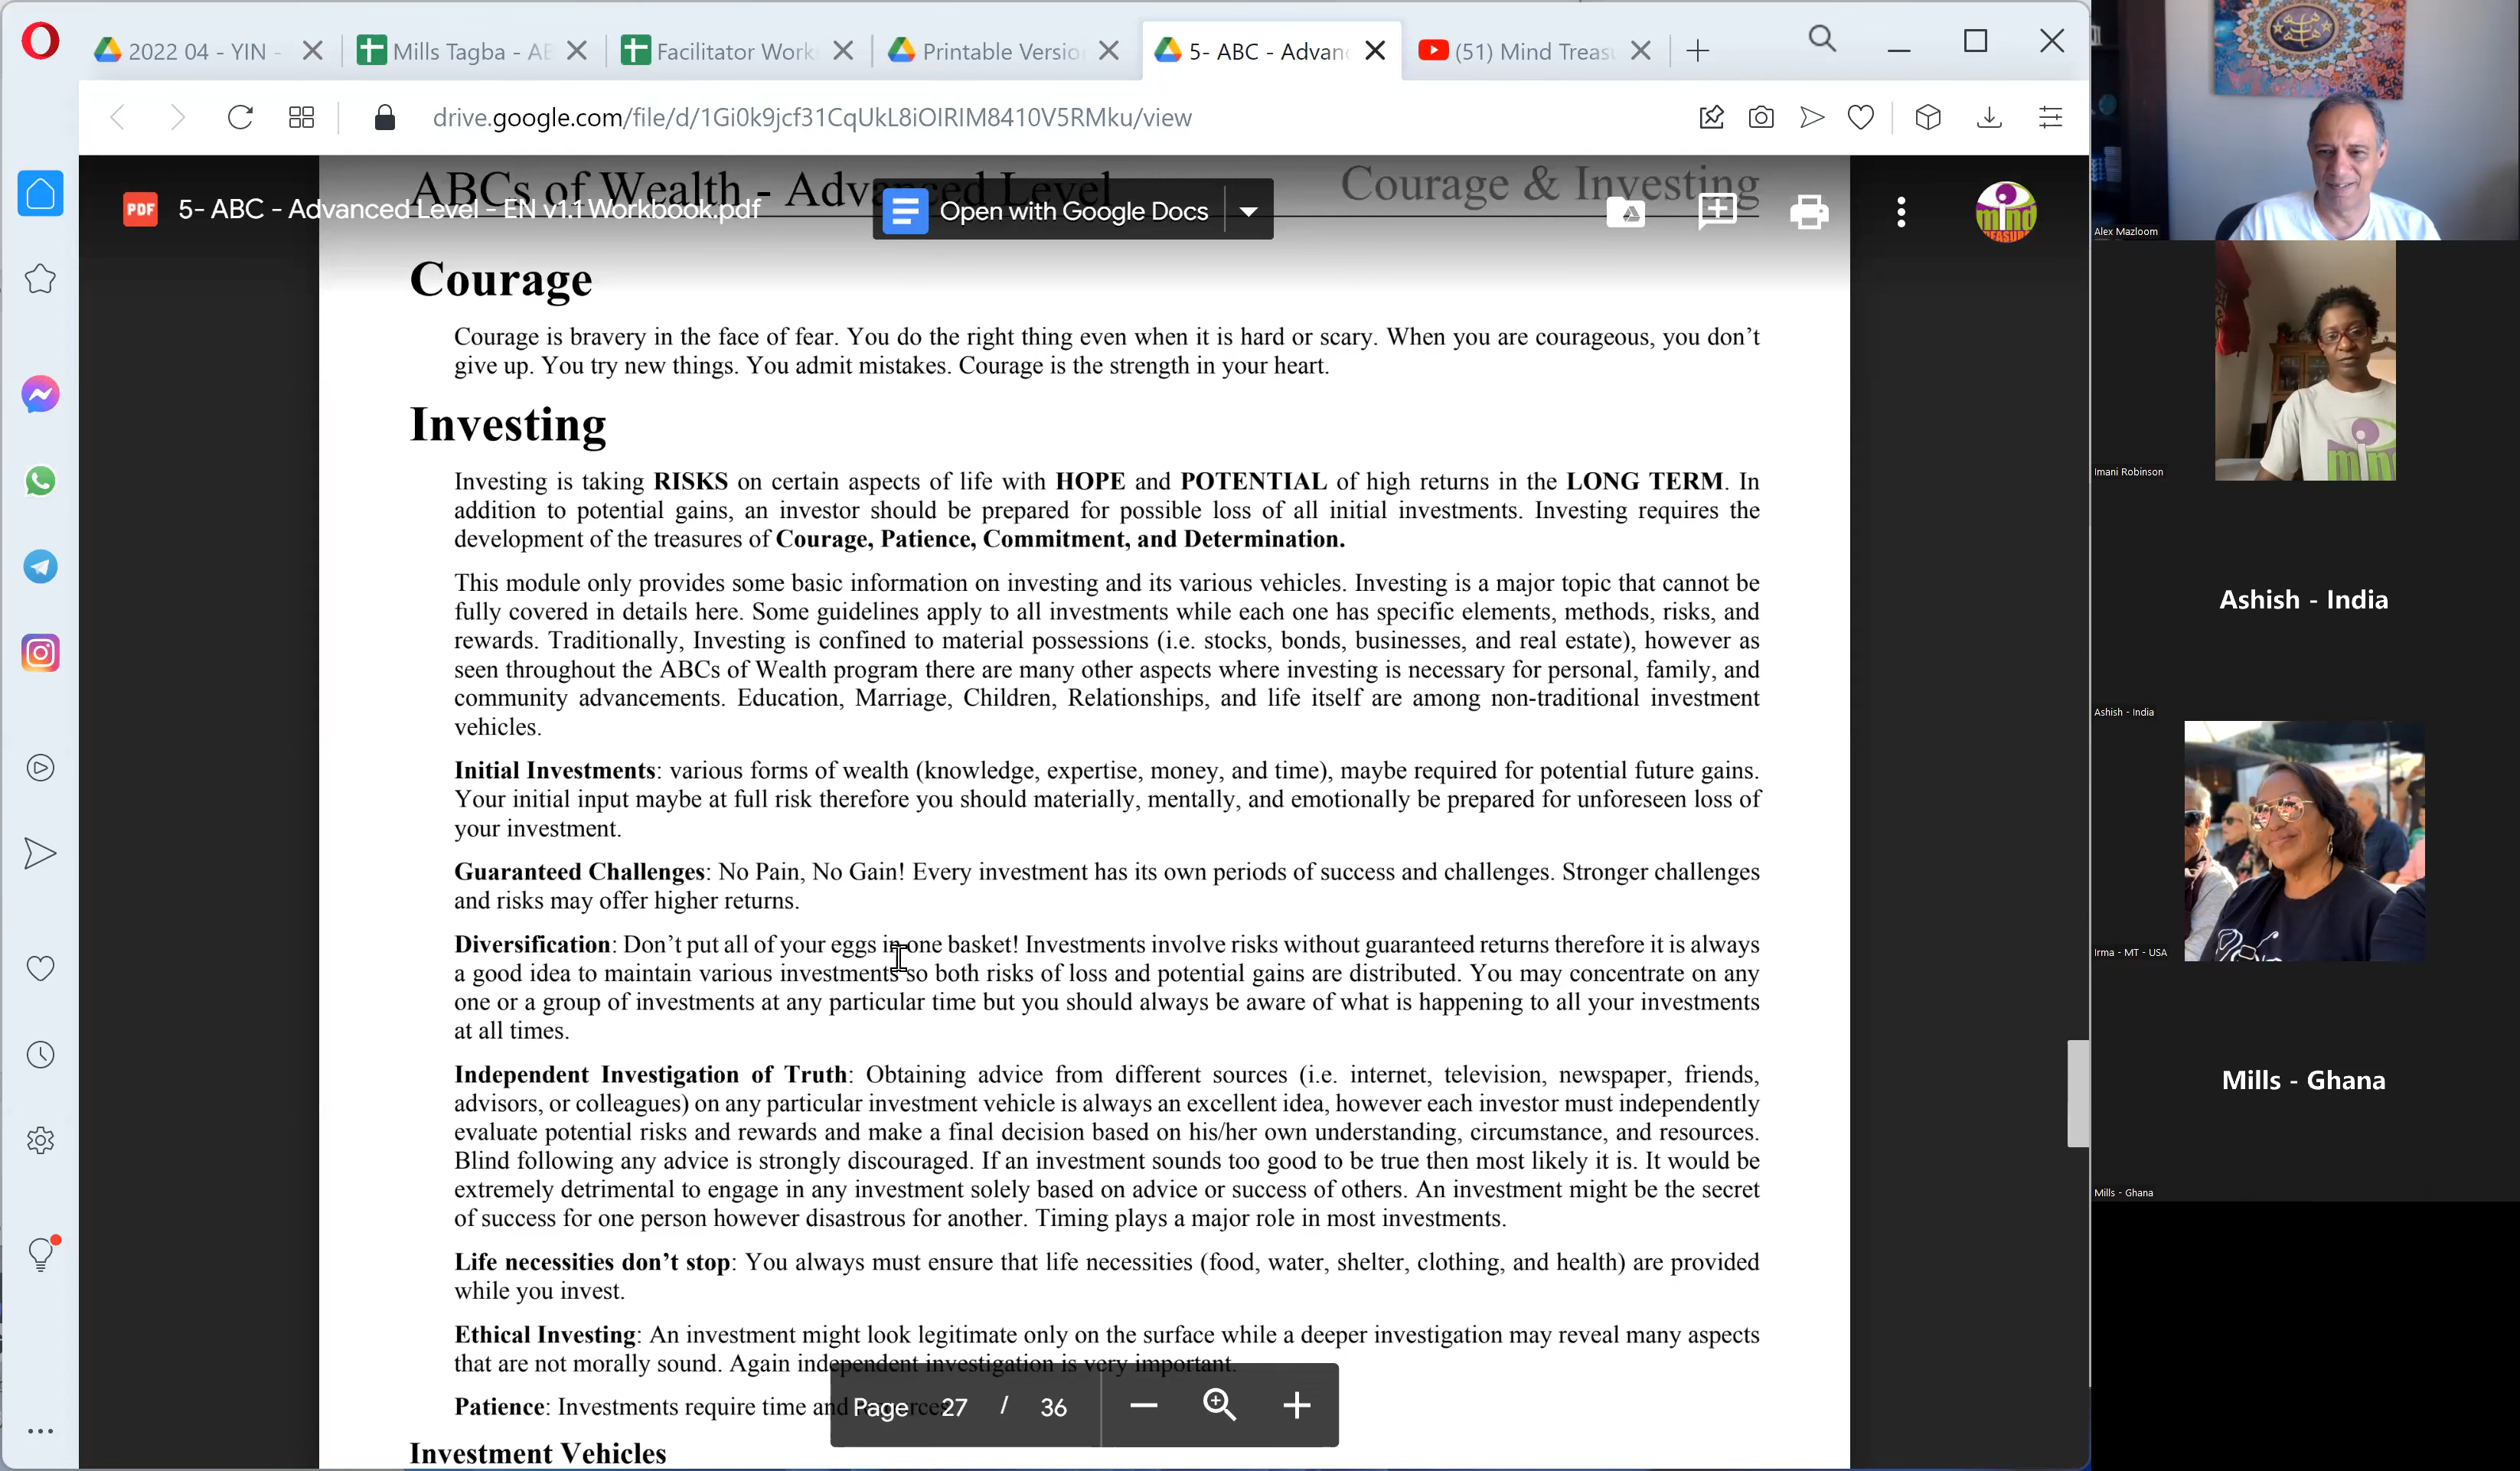 2022 04 - YIN -
Mills Tagba - AB
Facilitator Work
Printable Versio
5- ABC - Advan
(51) Mind Treas
drive.google.com/file/d/1Gi0k9jcf31CqUkL8iOIRIM8410V5RMku/view
ABCs of Wealth - Advanced Level
Courage & Investing
PDF
5- ABC - Advanced Level - EN v1.1 Workbook.pdf
Open with Google Docs
mind
TREASURE
Courage
Courage is bravery in the face of fear. You do the right thing even when it is hard or scary. When you are courageous, you don't
give up. You try new things. You admit mistakes. Courage is the strength in your heart.
Investing
Investing is taking RISKS on certain aspects of life with HOPE and POTENTIAL of high returns in the LONG TERM. In
addition to potential gains, an investor should be prepared for possible loss of all initial investments. Investing requires the
development of the treasures of Courage, Patience, Commitment, and Determination.
This module only provides some basic information on investing and its various vehicles. Investing is a major topic that cannot be
fully covered in details here. Some guidelines apply to all investments while each one has specific elements, methods, risks, and
rewards. Traditionally, Investing is confined to material possessions (i.e. stocks, bonds, businesses, and real estate), however as
seen throughout the ABCs of Wealth program there are many other aspects where investing is necessary for personal, family, and
community advancements. Education, Marriage, Children, Relationships, and life itself are among non-traditional investment
vehicles.
Initial Investments: various forms of wealth (knowledge, expertise, money, and time), maybe required for potential future gains.
Your initial input maybe at full risk therefore you should materially, mentally, and emotionally be prepared for unforeseen loss of
your investment.
Guaranteed Challenges: No Pain, No Gain! Every investment has its own periods of success and challenges. Stronger challenges
and risks may offer higher returns.
Diversification: Don't put all of your eggs in one basket! Investments involve risks without guaranteed returns therefore it is always
a good idea to maintain various investments so both risks of loss and potential gains are distributed. You may concentrate on any
one or a group of investments at any particular time but you should always be aware of what is happening to all your investments
at all times.
Independent Investigation of Truth: Obtaining advice from different sources (i.e. internet, television, newspaper, friends,
advisors, or colleagues) on any particular investment vehicle is always an excellent idea, however each investor must independently
evaluate potential risks and rewards and make a final decision based on his/her own understanding, circumstance, and resources.
Blind following any advice is strongly discouraged. If an investment sounds too good to be true then most likely it is. It would be
extremely detrimental to engage in any investment solely based on advice or success of others. An investment might be the secret
of success for one person however disastrous for another. Timing plays a major role in most investments.
Life necessities don't stop: You always must ensure that life necessities (food, water, shelter, clothing, and health) are provided
while you invest.
Ethical Investing: An investment might look legitimate only on the surface while a deeper investigation may reveal many aspects
that are not morally sound. Again independent investigation is very important.
Patience: Investments require time and
Page 27 / 36
Investment Vehicles
Alex Mazloom
mind
Imani Robinson
Ashish - India
Ashish - India
Irma - MT - USA
Mills - Ghana
Mills - Ghana